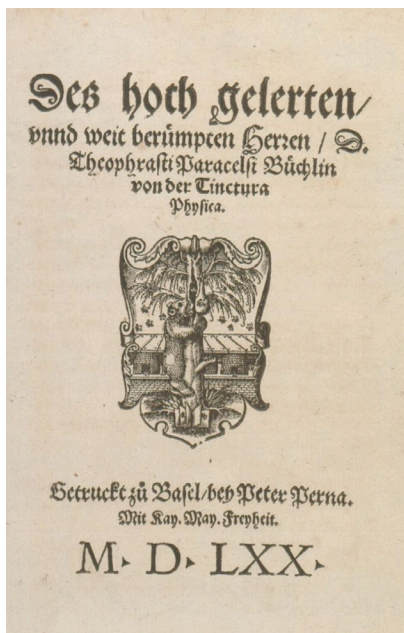 Des hoch gelerten/
vnnd weit berümpten Herren / D.
Theophrasti Paracelsi Büchlin
von der Tinctura
Physica.
Getruckt zů Basel/bey Peter Perna.
Mit Kay. May. Freyheit.
M. D. LXX.